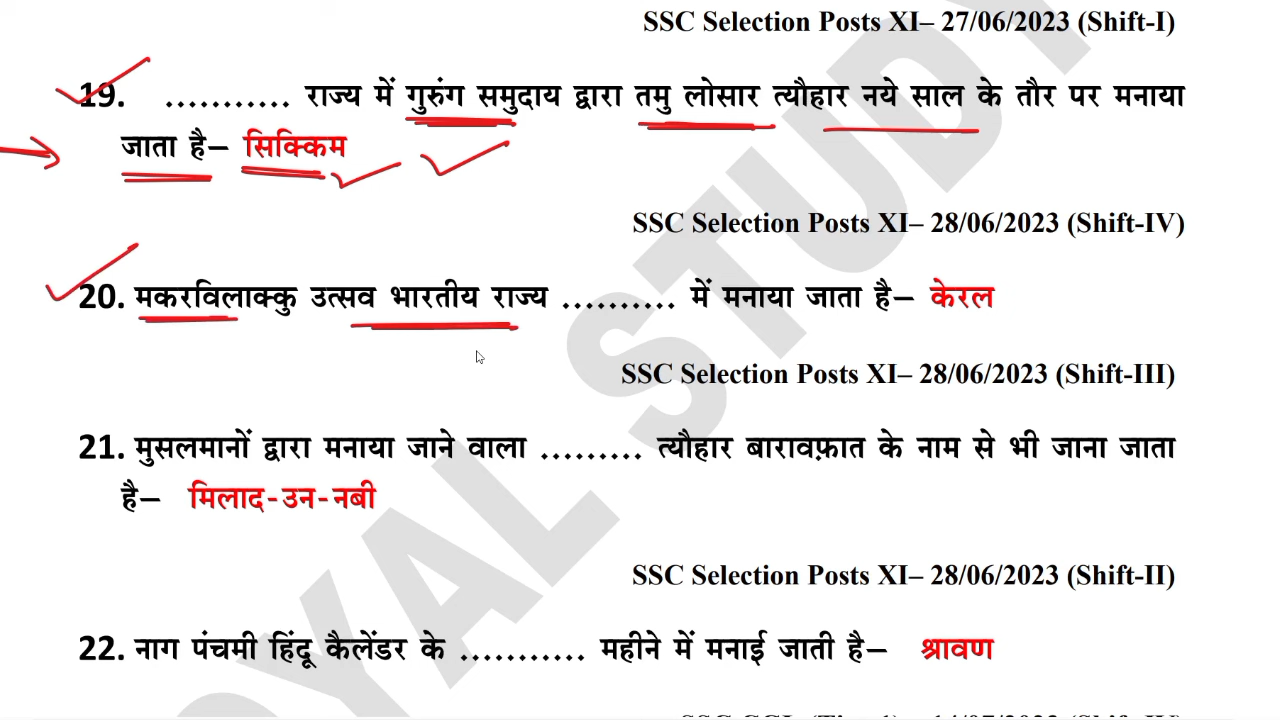 SSC Selection Posts XI– 27/06/2023 (Shift-I)
19. ........... राज्य में गुरुंग समुदाय द्वारा तमु लोसार त्यौहार नये साल के तौर पर मनाया
जाता है– सिक्किम
SSC Selection Posts XI– 28/06/2023 (Shift-IV)
20. मकरविलाक्कु उत्सव भारतीय राज्य .......... में मनाया जाता है– केरल
SSC Selection Posts XI– 28/06/2023 (Shift-III)
21. मुसलमानों द्वारा मनाया जाने वाला ......... त्यौहार बारावफ़ात के नाम से भी जाना जाता
है– मिलाद-उन-नबी
SSC Selection Posts XI– 28/06/2023 (Shift-II)
22. नाग पंचमी हिंदू कैलेंडर के ........... महीने में मनाई जाती है– श्रावण